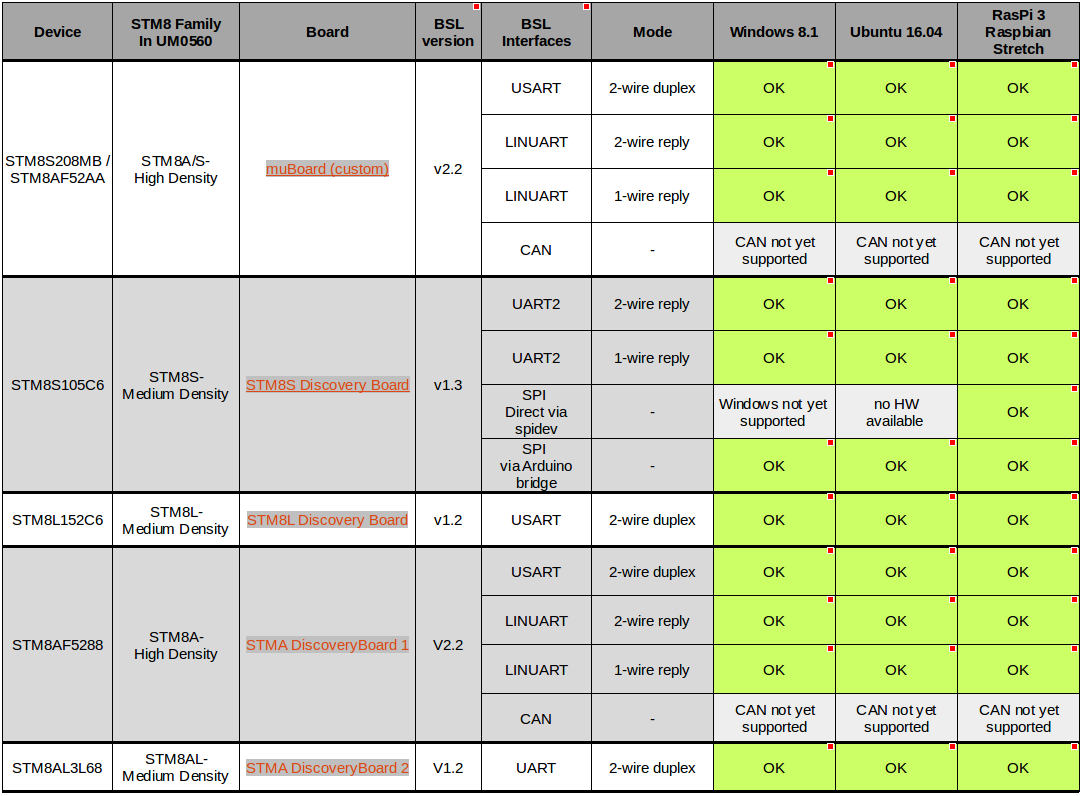 Device
STM8 Family
In UM0560
Board
BSL
version
BSL
Interfaces
Mode
Windows 8.1
Ubuntu 16.04
RasPi 3
Raspbian
Stretch
STM8S208MB /
STM8AF52AA
STM8A/S-
High Density
muBoard (custom)
v2.2
USART
2-wire duplex
OK
OK
OK
LINUART
2-wire reply
OK
OK
OK
LINUART
1-wire reply
OK
OK
OK
CAN
-
CAN not yet
supported
CAN not yet
supported
CAN not yet
supported
STM8S105C6
STM8S-
Medium Density
STM8S Discovery Board
v1.3
UART2
2-wire reply
OK
OK
OK
UART2
1-wire reply
OK
OK
OK
SPI
Direct via
spidev
-
Windows not yet
supported
no HW
available
OK
SPI
via Arduino
bridge
-
OK
OK
OK
STM8L152C6
STM8L-
Medium Density
STM8L Discovery Board
v1.2
USART
2-wire duplex
OK
OK
OK
STM8AF5288
STM8A-
High Density
STMA DiscoveryBoard 1
V2.2
USART
2-wire duplex
OK
OK
OK
LINUART
2-wire reply
OK
OK
OK
LINUART
1-wire reply
OK
OK
OK
CAN
-
CAN not yet
supported
CAN not yet
supported
CAN not yet
supported
STM8AL3L68
STM8AL-
Medium Density
STMA DiscoveryBoard 2
V1.2
UART
2-wire duplex
OK
OK
OK